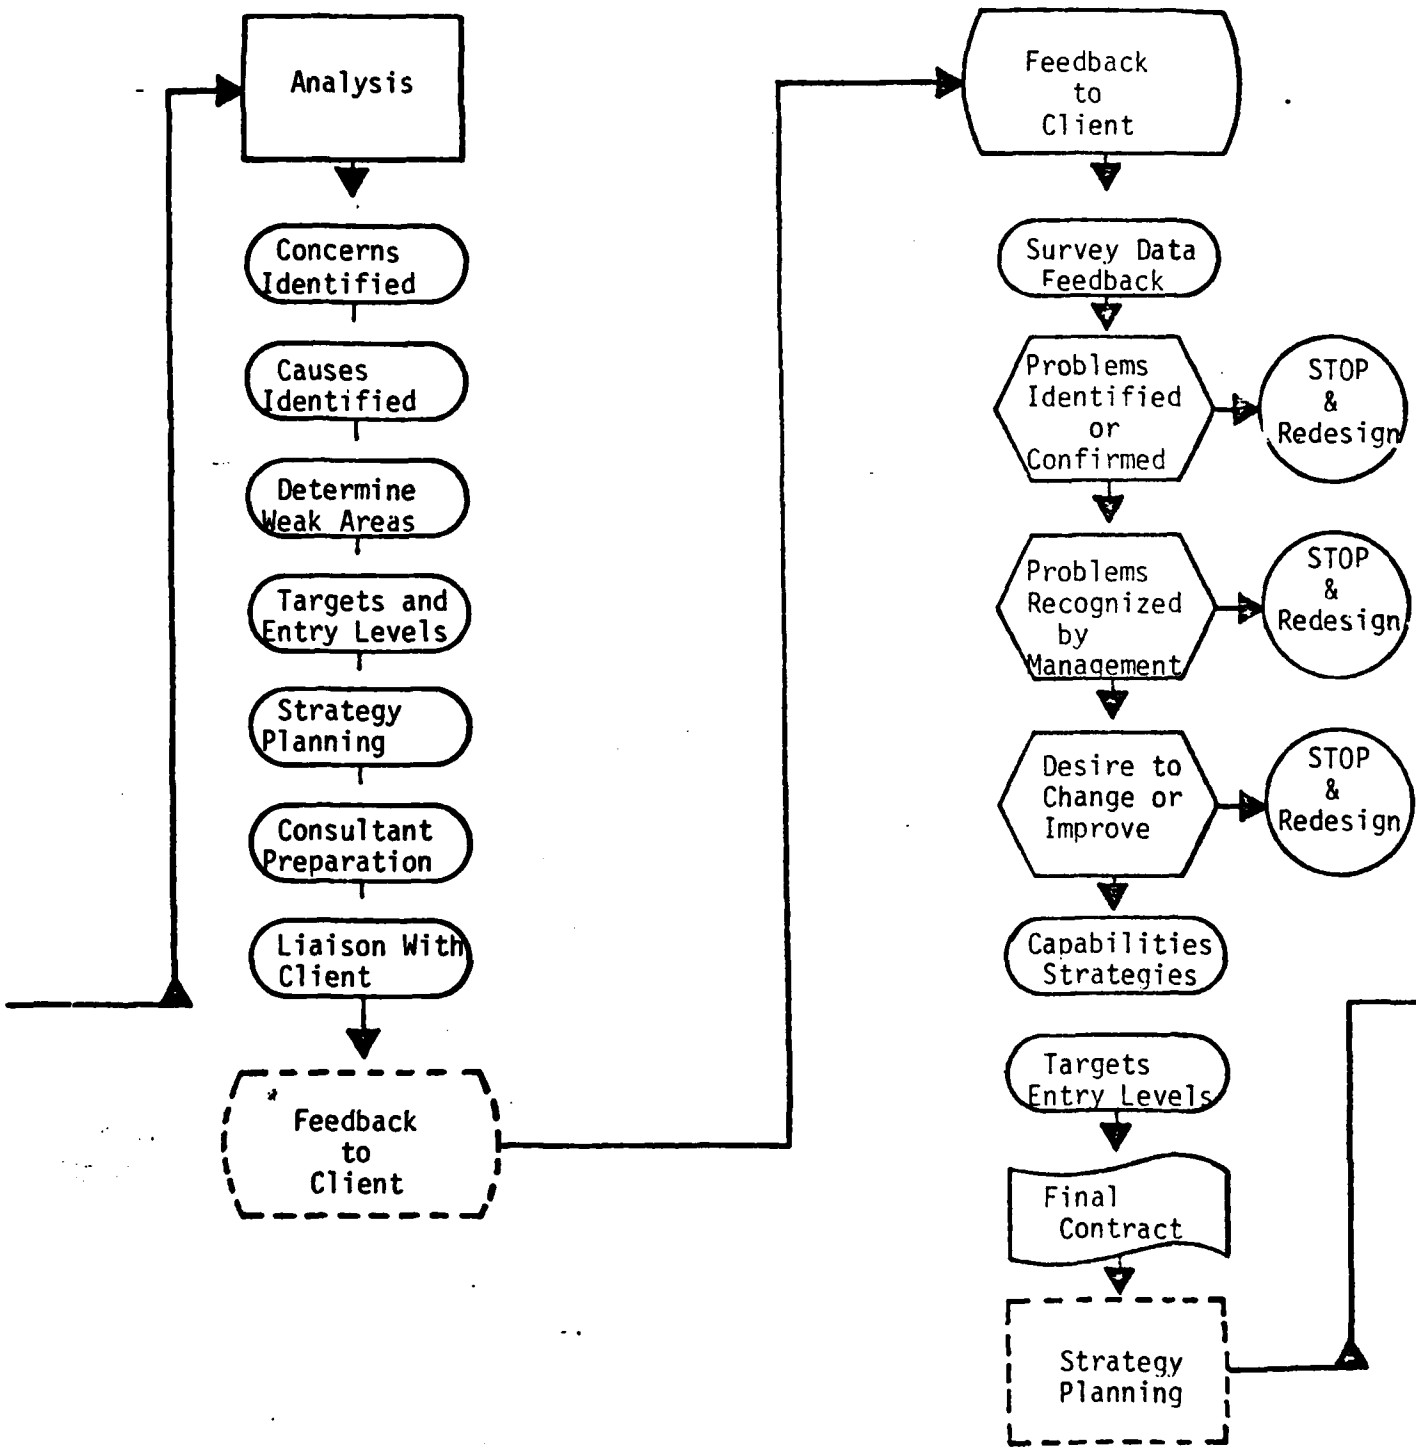 Analysis
Concerns
Identified
Causes
Identified
Determine
Weak Areas
Targets and
Entry Levels
Strategy
Planning
Consultant
Preparation
Liaison With
Client
*
Feedback
to
Client
Feedback
to
Client
Survey Data
Feedback
Problems
Identified
or
Confirmed
STOP
&
Redesign
Problems
Recognized
by
Management
STOP
&
Redesign
Desire to
Change or
Improve
STOP
&
Redesign
Capabilities
Strategies
Targets
Entry Levels
Final
Contract
Strategy
Planning